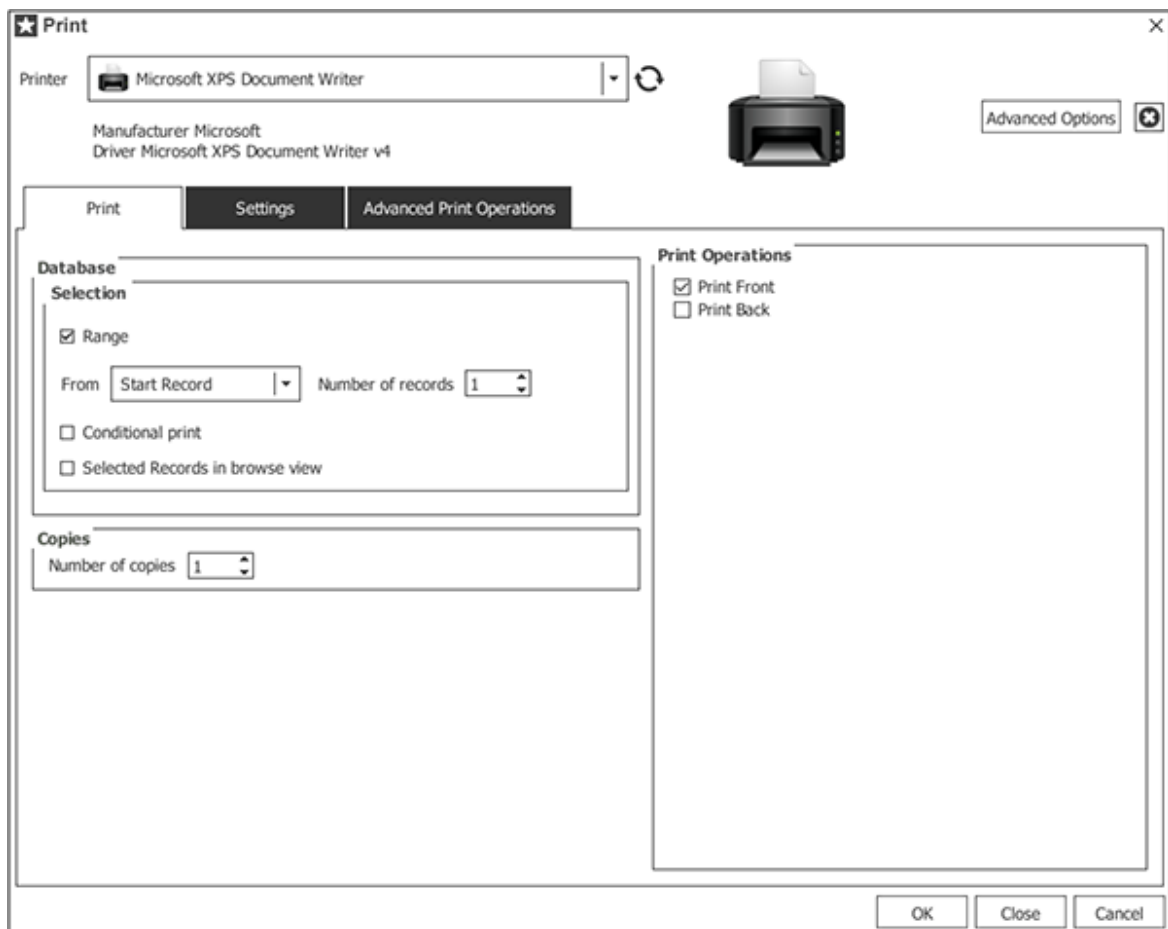 Print
Printer Microsoft XPS Document Writer
Advanced Options
Manufacturer Microsoft
Driver Microsoft XPS Document Writer v4
Print Settings Advanced Print Operations
Database
Selection
Range
From Start Record Number of records 1
Conditional print
Selected Records in browse view
Copies
Number of copies 1
Print Operations
Print Front
Print Back
OK Close Cancel